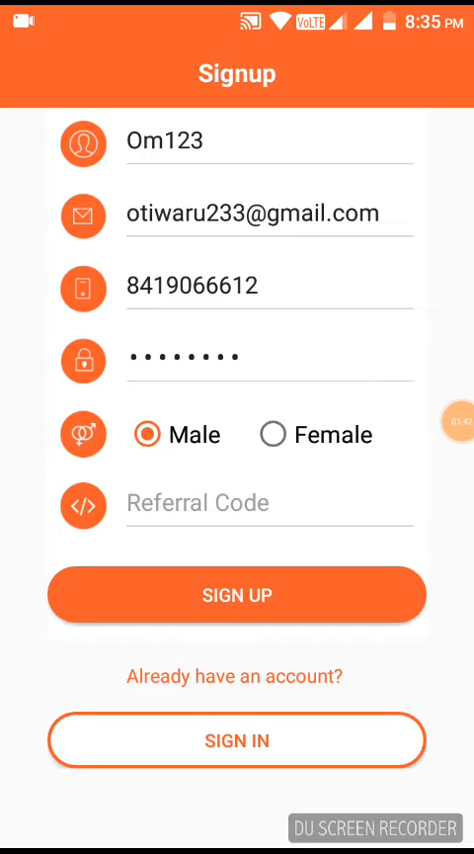 VoLTE 8:35 PM
Signup
Om123
otiwaru233@gmail.com
8419066612
••••••••
Male Female
01:42
Referral Code
SIGN UP
Already have an account?
SIGN IN
DU SCREEN RECORDER